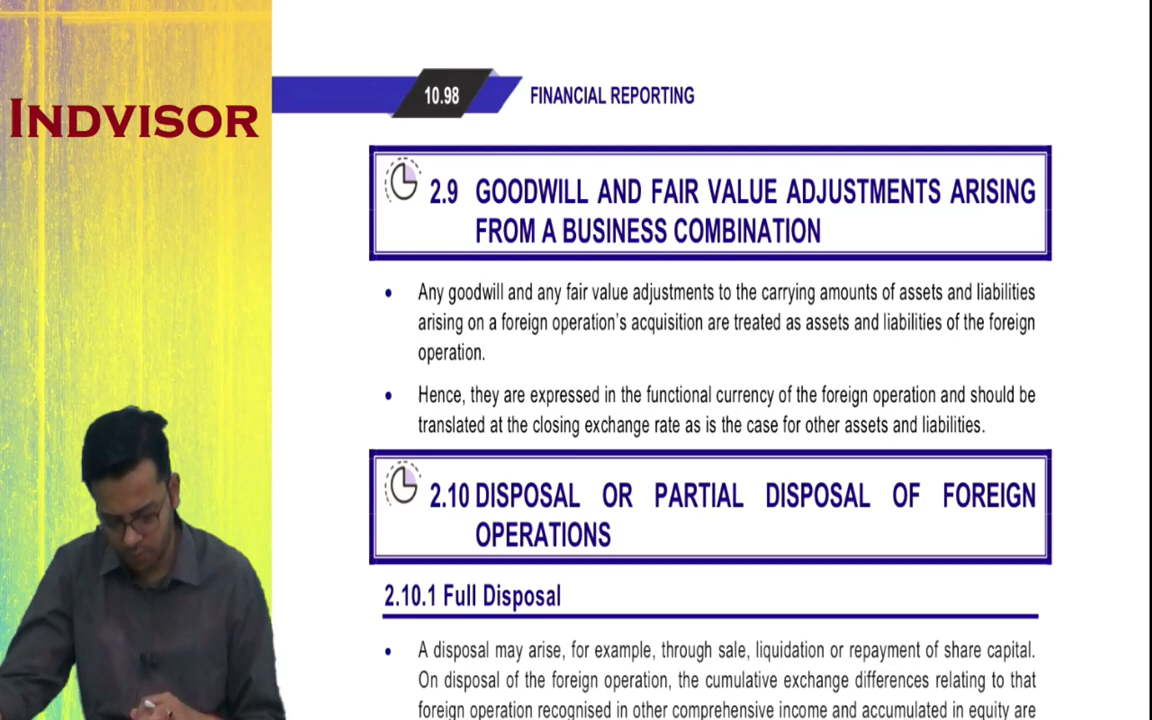 INDVISOR
10.98 FINANCIAL REPORTING
2.9 GOODWILL AND FAIR VALUE ADJUSTMENTS ARISING
FROM A BUSINESS COMBINATION
• Any goodwill and any fair value adjustments to the carrying amounts of assets and liabilities
arising on a foreign operation's acquisition are treated as assets and liabilities of the foreign
operation.
• Hence, they are expressed in the functional currency of the foreign operation and should be
translated at the closing exchange rate as is the case for other assets and liabilities.
2.10 DISPOSAL OR PARTIAL DISPOSAL OF FOREIGN
OPERATIONS
2.10.1 Full Disposal
• A disposal may arise, for example, through sale, liquidation or repayment of share capital.
On disposal of the foreign operation, the cumulative exchange differences relating to that
foreign operation recognised in other comprehensive income and accumulated in equity are